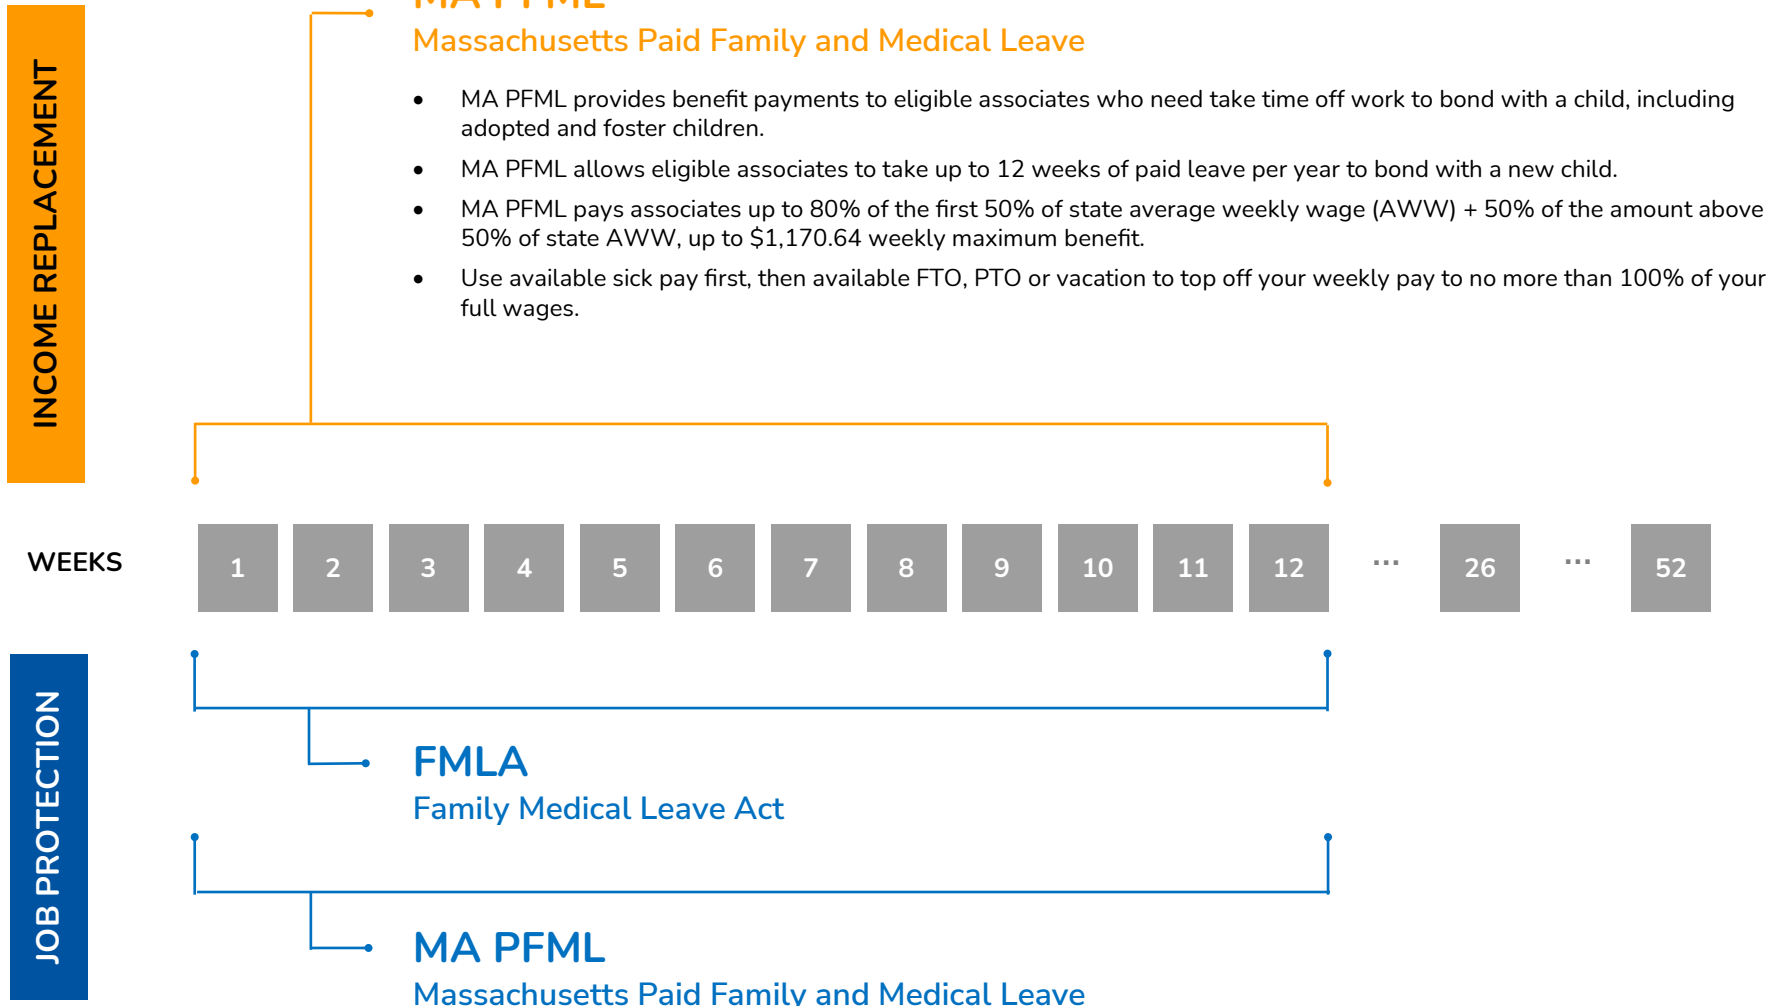 MA PFML
Massachusetts Paid Family and Medical Leave
• MA PFML provides benefit payments to eligible associates who need take time off work to bond with a child, including
adopted and foster children.
• MA PFML allows eligible associates to take up to 12 weeks of paid leave per year to bond with a new child.
• MA PFML pays associates up to 80% of the first 50% of state average weekly wage (AWW) + 50% of the amount above
50% of state AWW, up to $1,170.64 weekly maximum benefit.
• Use available sick pay first, then available FTO, PTO or vacation to top off your weekly pay to no more than 100% of your
full wages.
INCOME REPLACEMENT
WEEKS 1 2 3 4 5 6 7 8 9 10 11 12 ... 26 ... 52
JOB PROTECTION
FMLA
Family Medical Leave Act
MA PFML
Massachusetts Paid Family and Medical Leave